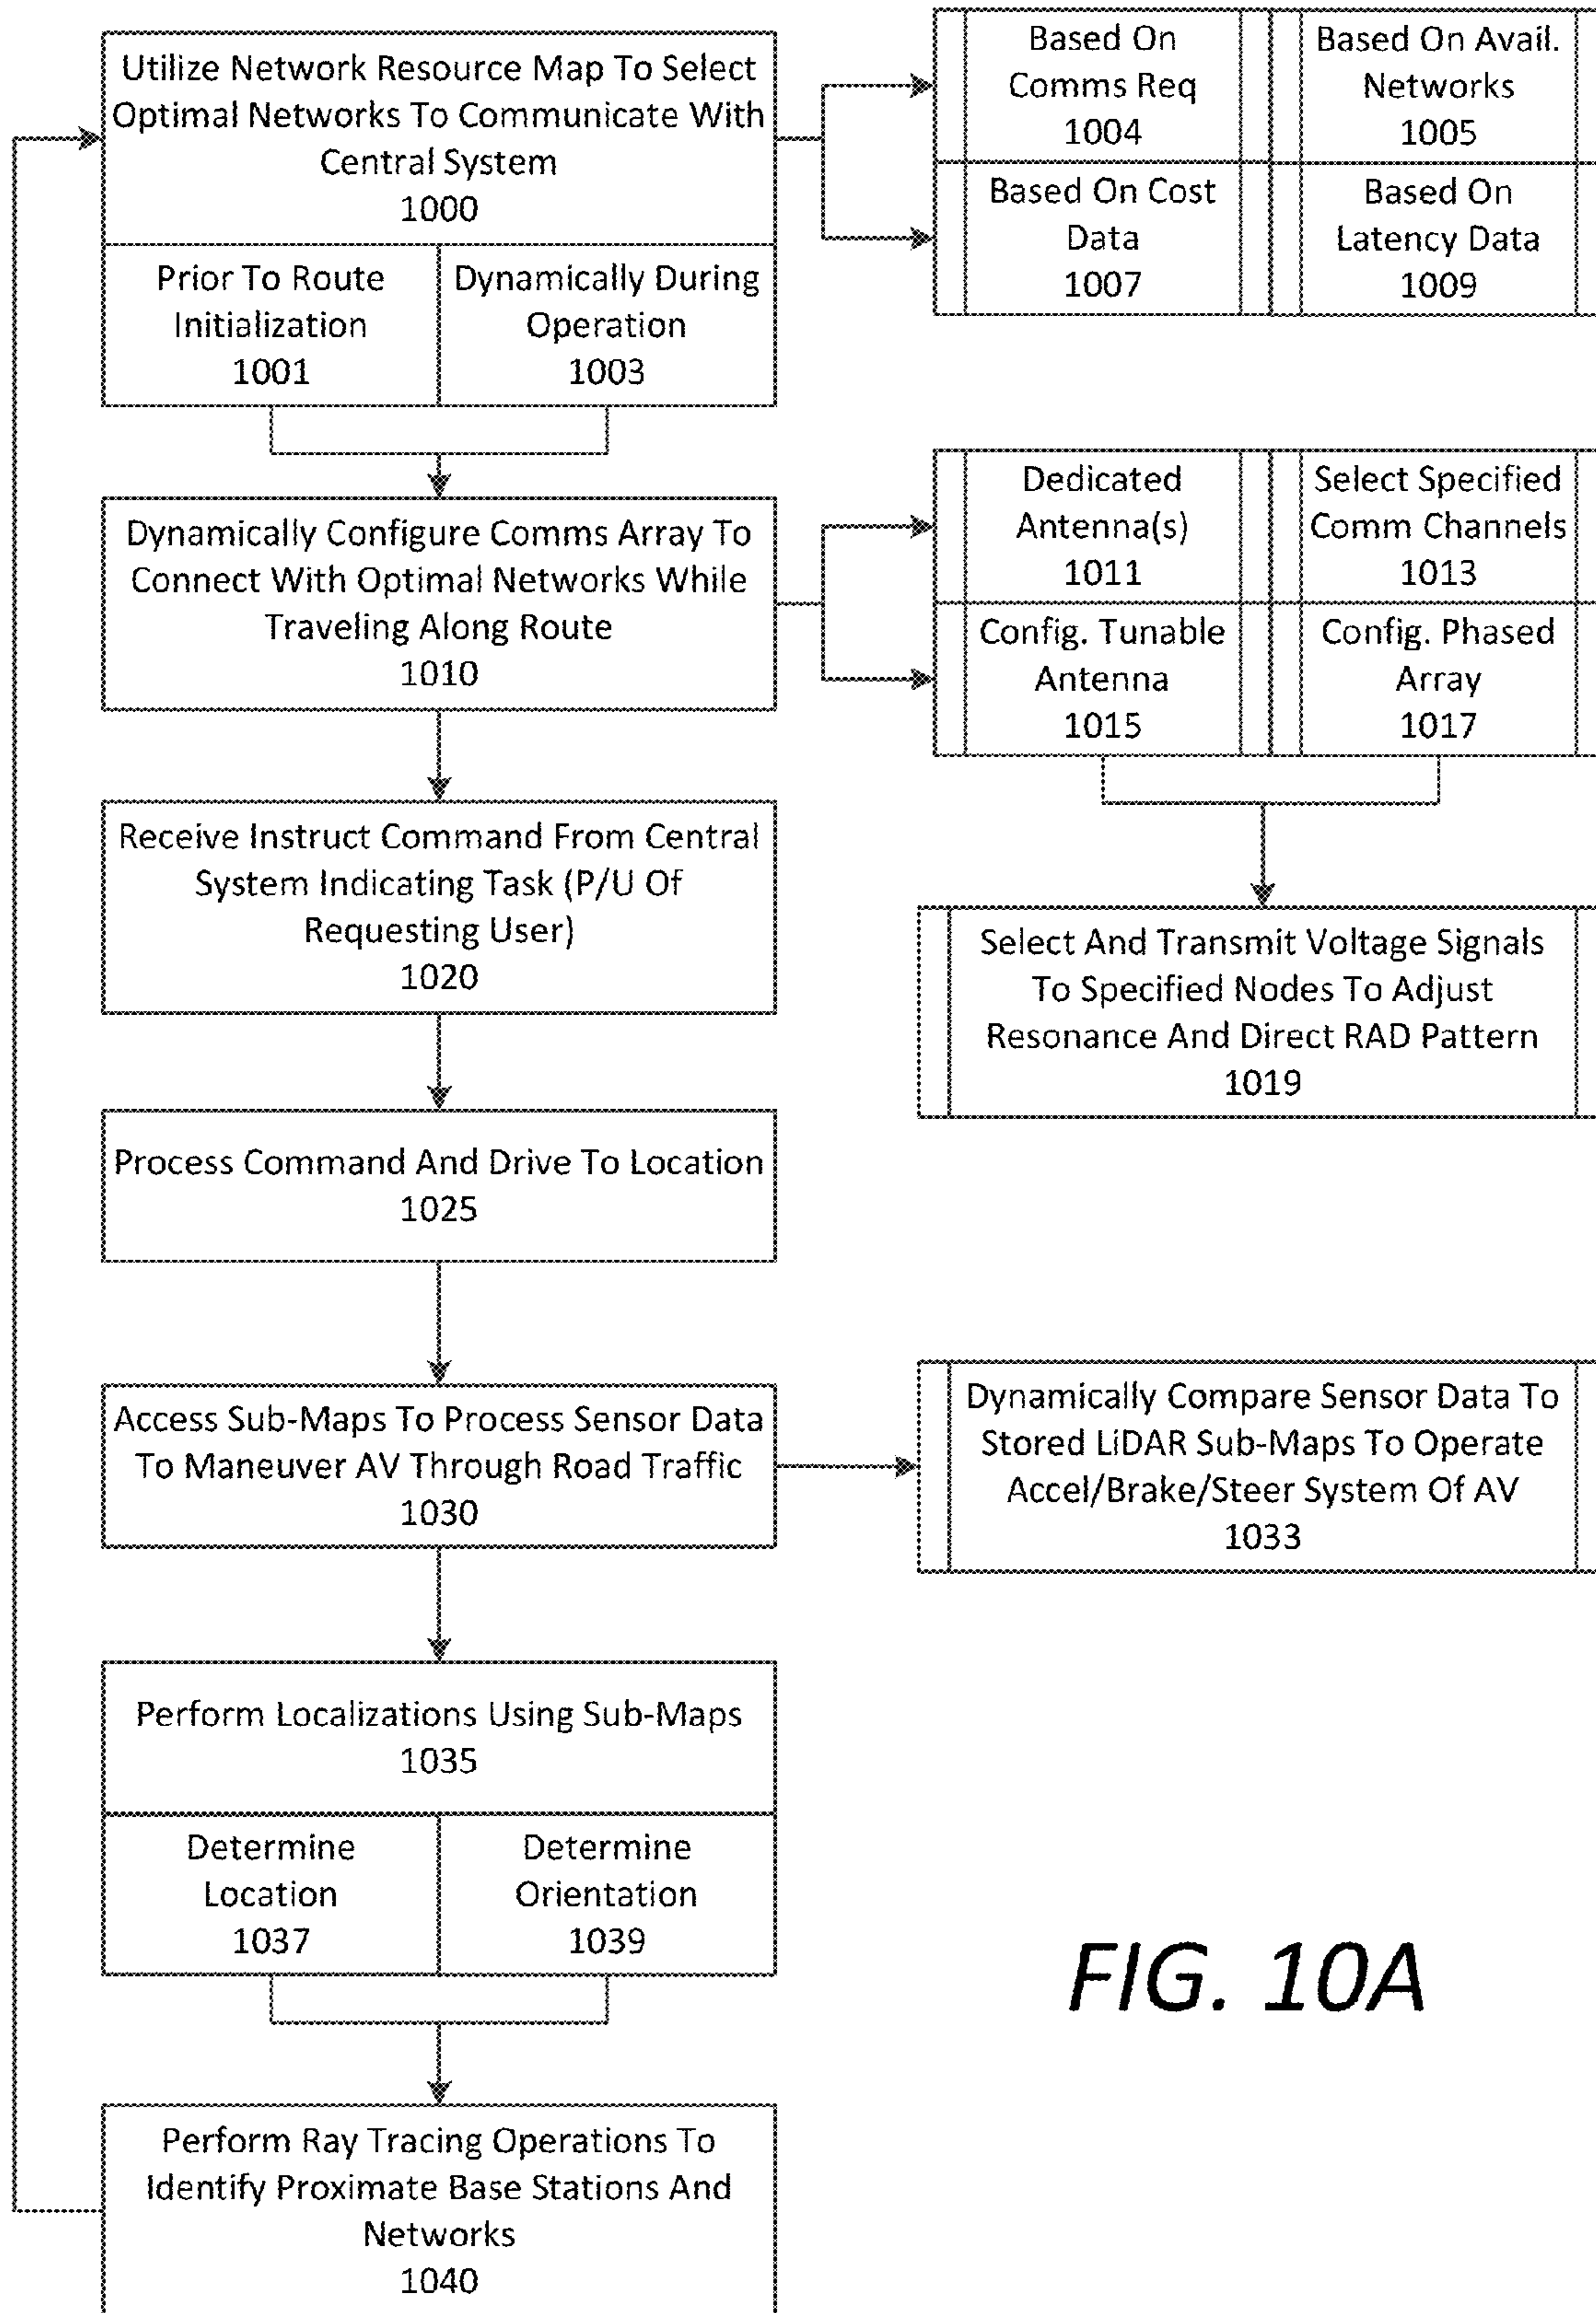 Utilize Network Resource Map To Select
Optimal Networks To Communicate With
Central System
1000
Prior To Route
Initialization
1001
Dynamically During
Operation
1003
Based On
Comms Req
1004
Based On Avail.
Networks
1005
Based On Cost
Data
1007
Based On
Latency Data
1009
Dynamically Configure Comms Array To
Connect With Optimal Networks While
Traveling Along Route
1010
Dedicated
Antenna(s)
1011
Select Specified
Comm Channels
1013
Config. Tunable
Antenna
1015
Config. Phased
Array
1017
Select And Transmit Voltage Signals
To Specified Nodes To Adjust
Resonance And Direct RAD Pattern
1019
Receive Instruct Command From Central
System Indicating Task (P/U Of
Requesting User)
1020
Process Command And Drive To Location
1025
Access Sub-Maps To Process Sensor Data
To Maneuver AV Through Road Traffic
1030
Dynamically Compare Sensor Data To
Stored LiDAR Sub-Maps To Operate
Accel/Brake/Steer System Of AV
1033
Perform Localizations Using Sub-Maps
1035
Determine
Location
1037
Determine
Orientation
1039
Perform Ray Tracing Operations To
Identify Proximate Base Stations And
Networks
1040
FIG. 10A